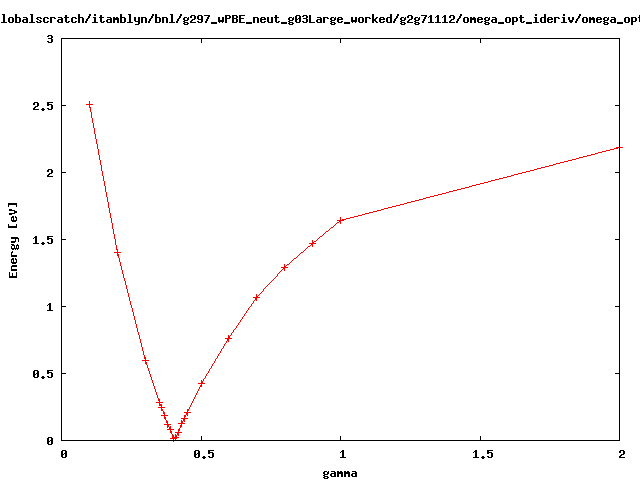 lobalscratch/itamblyn/bnl/g297_wPBE_neut_g03Large_worked/g2g71112/omega_opt_ideriv/omega_opt
3
2.5
2
1.5
1
0.5
0
Energy [eV]
0 0.5 1 1.5 2
gamma